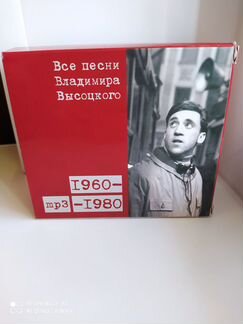 Все песни
Владимира
Высоцкого
1960-
mp3 -1980